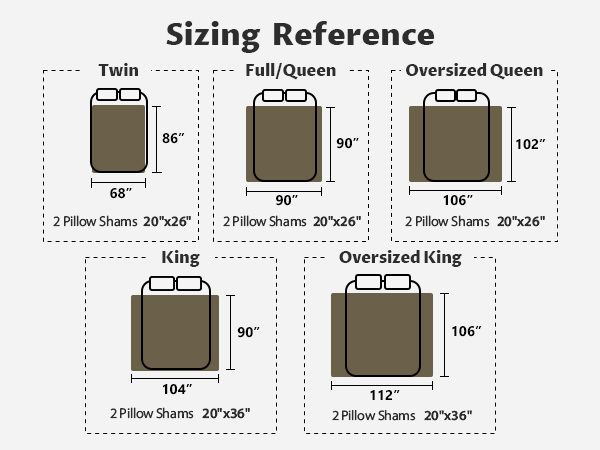 Sizing Reference
Twin
86”
68”
2 Pillow Shams 20"x26"
Full/Queen
90”
90”
2 Pillow Shams 20"x26"
Oversized Queen
102”
106”
2 Pillow Shams 20"x26"
King
90”
104”
2 Pillow Shams 20"x36"
Oversized King
106”
112”
2 Pillow Shams 20"x36"